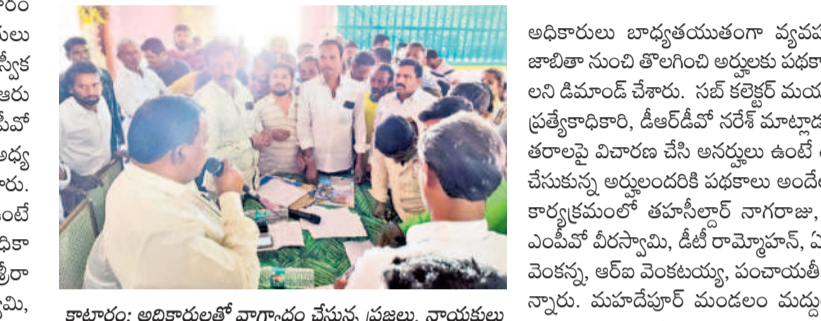 రం
లు
స్వీక
ఆరు
పీవో
అధ్య
రు.
ంటే
ధికా
శ్రీరా
మి,
కాటారం: అధికారులతో వాగ్వాదం చేస్తున్న ప్రజలు, నాయకులు
అధికారులు బాధ్యతయుతంగా వ్యవహ
జాబితా నుంచి తొలగించి అర్హులకు పథకా
లని డిమాండ్ చేశారు. సబ్ కలెక్టర్ మయ
ప్రత్యేకాధికారి, డీఆర్‌డీవో నరేశ్ మాట్లాడు
తరాలపై విచారణ చేసి అనర్హులు ఉంటే
చేసుకున్న అర్హులందరికి పథకాలు అందేల
కార్యక్రమంలో తహసీల్దార్ నాగరాజు,
ఎంపీవో వీరస్వామి, డీటీ రామ్మోహన్, ఏ
వెంకన్న, ఆర్ఐ వెంకటయ్య, పంచాయతీ
న్నారు. మహదేవూర్ మండలం మద్దు